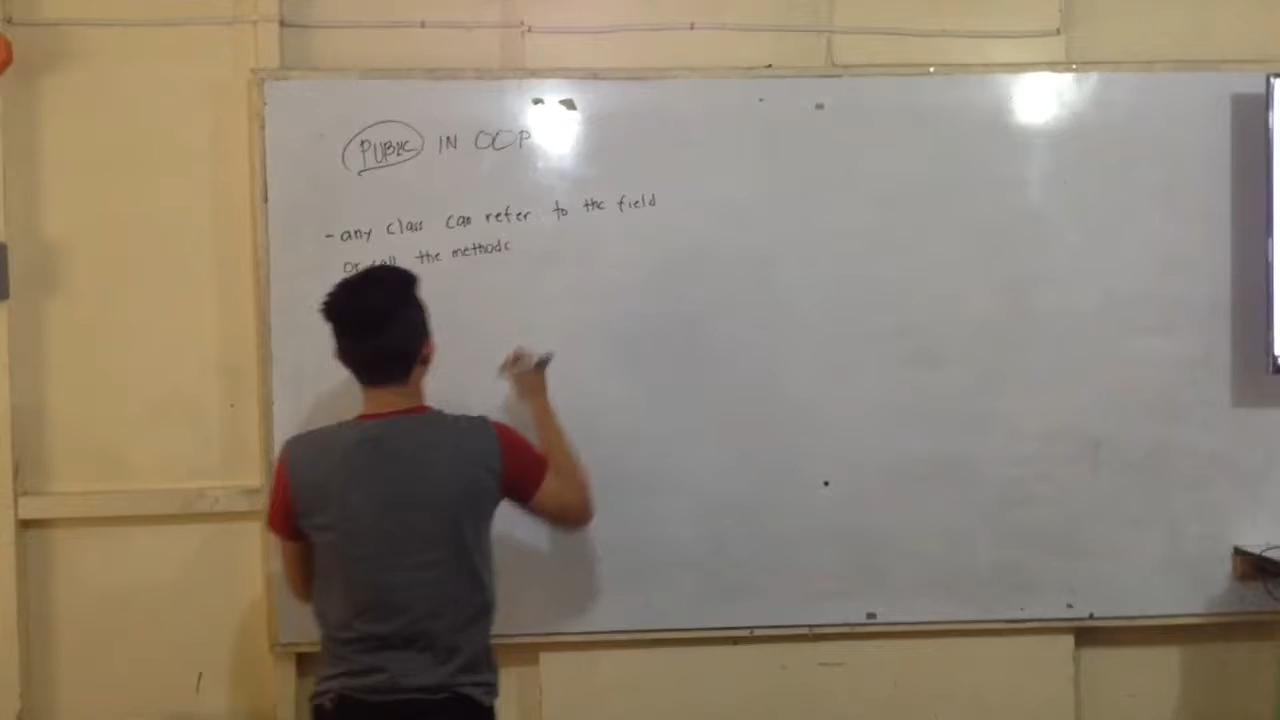 PUBLIC IN OOP
- any class can refer to the field
or call the methods